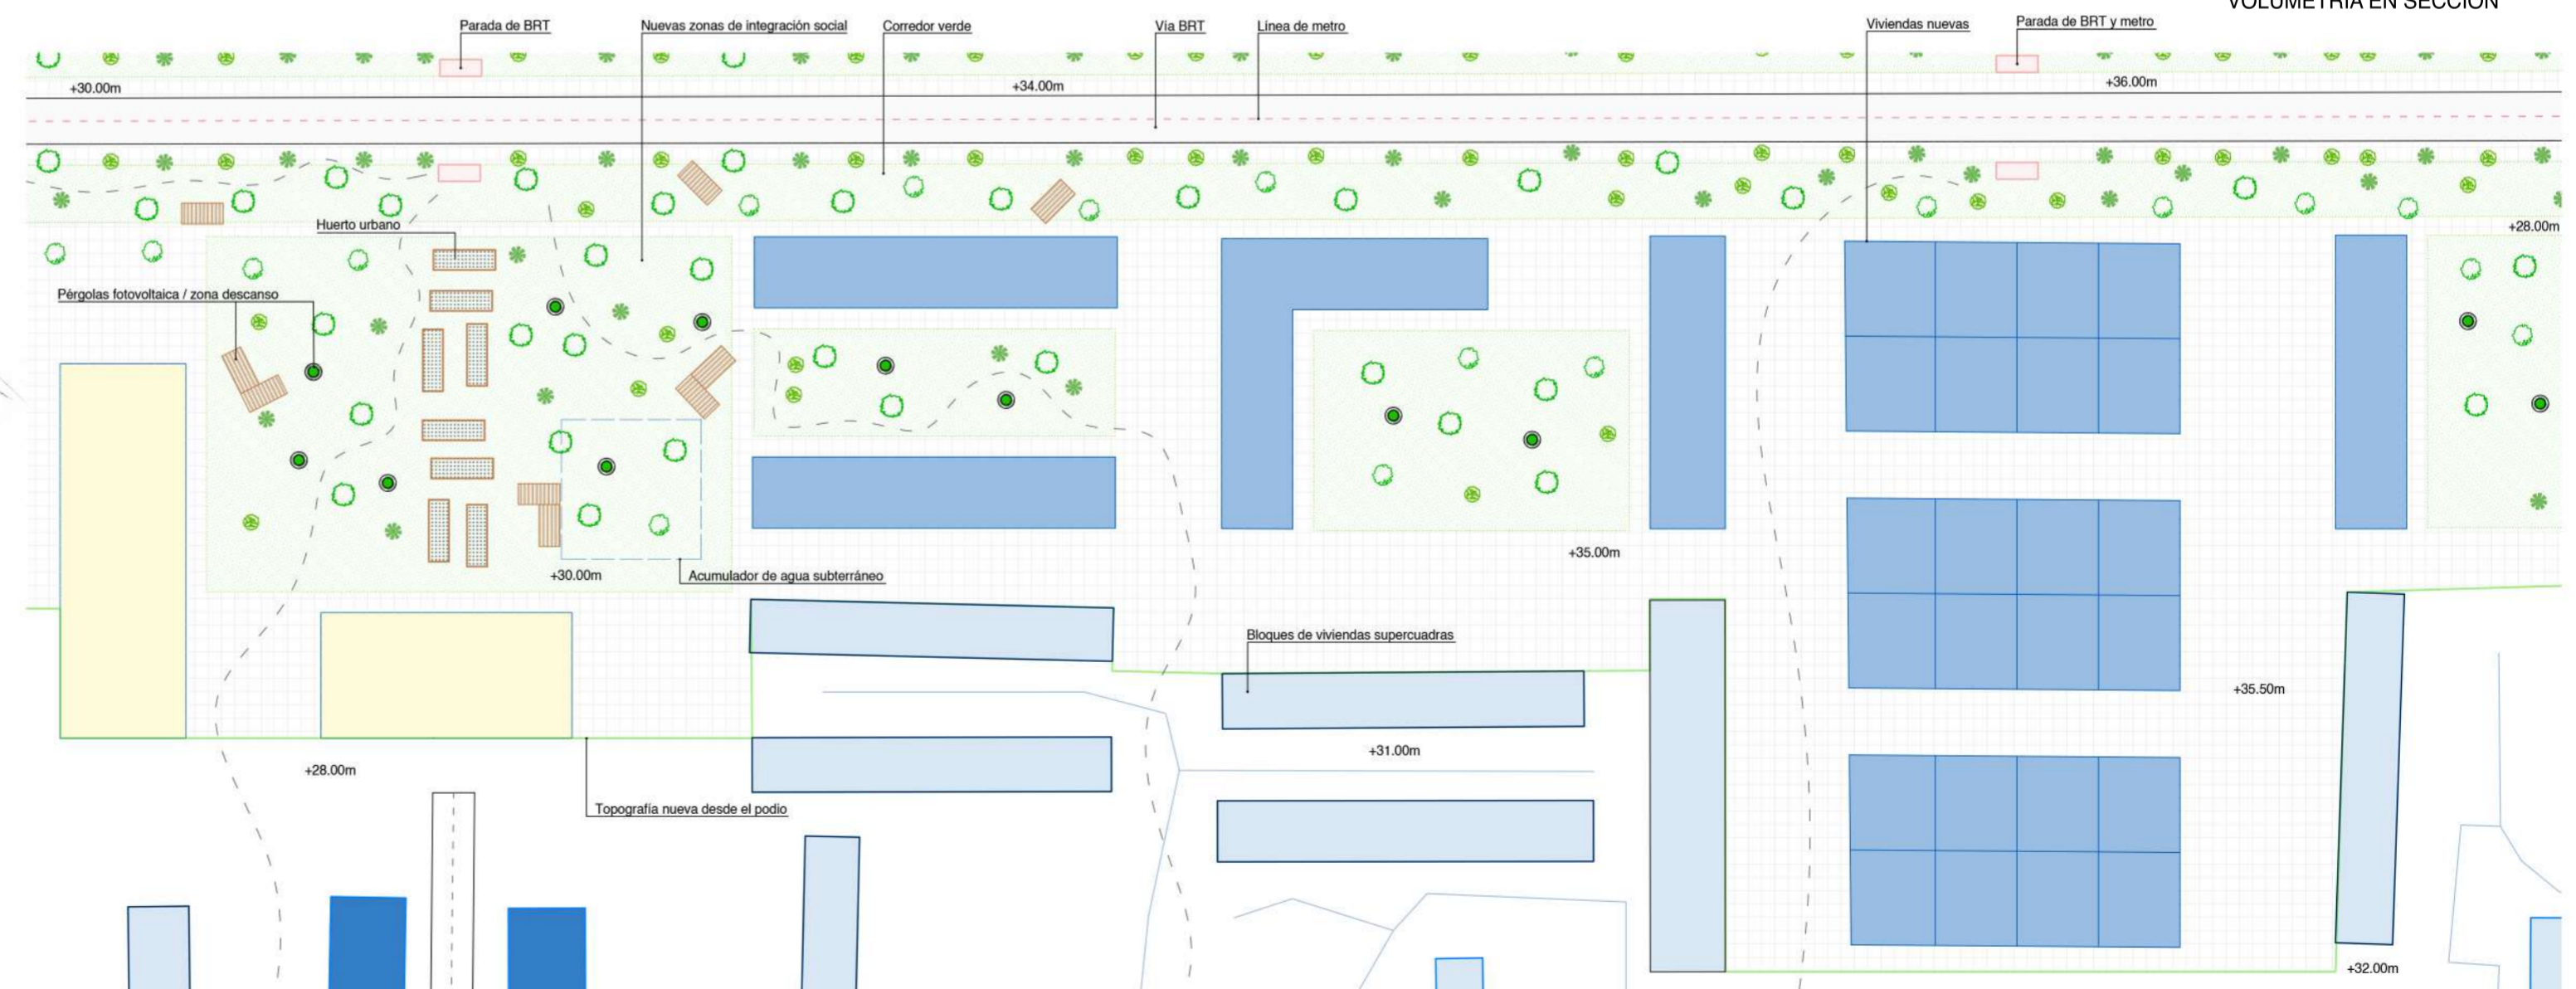 VOLUMETRÍA EN SECCIÓN
Parada de BRT
Nuevas zonas de integración social
Corredor verde
Vía BRT
Línea de metro
Viviendas nuevas
Parada de BRT y metro
+30.00m
+34.00m
+36.00m
Huerto urbano
+28.00m
Pérgolas fotovoltaica / zona descanso
+35.00m
+30.00m
Acumulador de agua subterráneo
Bloques de viviendas supercuadras
+35.50m
+31.00m
+28.00m
Topografía nueva desde el podio
+32.00m